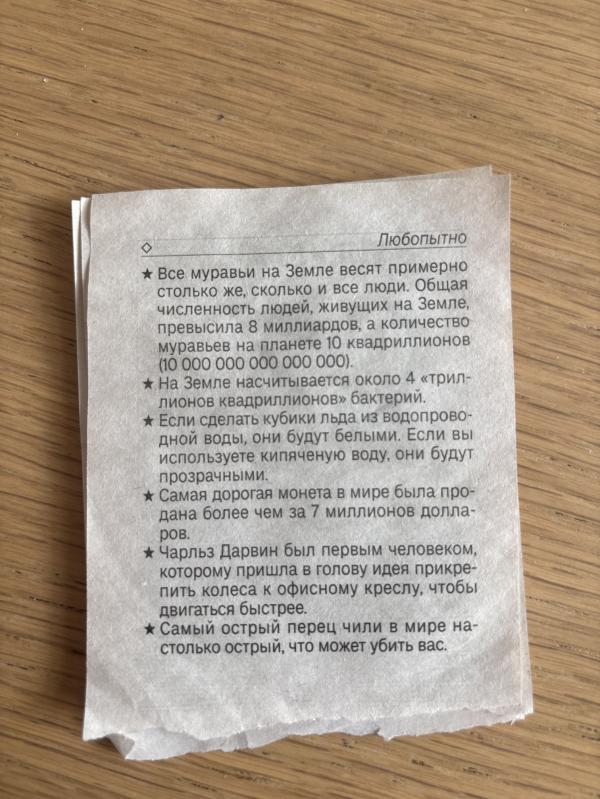 Любопытно
★ Все муравьи на Земле весят примерно
столько же, сколько и все люди. Общая
численность людей, живущих на Земле,
превысила 8 миллиардов, а количество
муравьев на планете 10 квадриллионов
(10 000 000 000 000 000).
★ На Земле насчитывается около 4 «трил-
лионов квадриллионов» бактерий.
★ Если сделать кубики льда из водопровод-
ной воды, они будут белыми. Если вы
используете кипяченую воду, они будут
прозрачными.
★ Самая дорогая монета в мире была про-
дана более чем за 7 миллионов долла-
ров.
★ Чарльз Дарвин был первым человеком,
которому пришла в голову идея прикре-
пить колеса к офисному креслу, чтобы
двигаться быстрее.
★ Самый острый перец чили в мире на-
столько острый, что может убить вас.